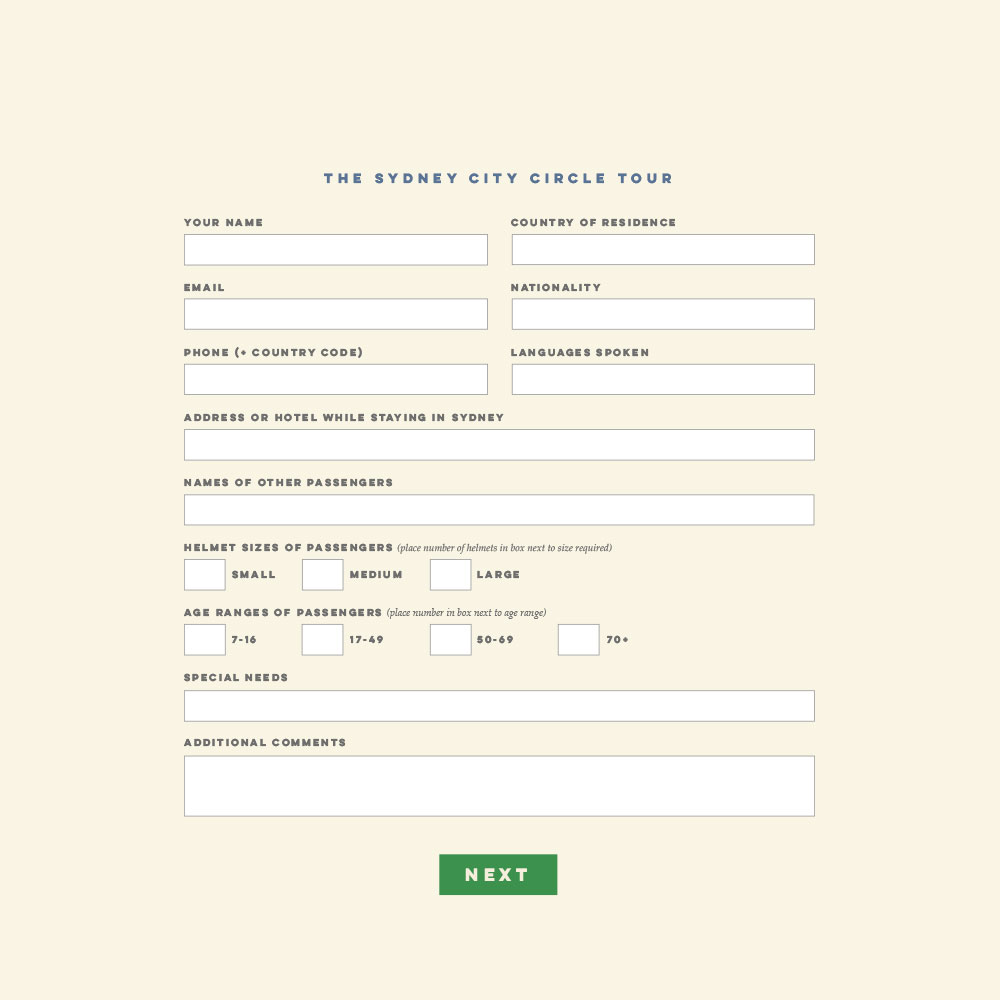 THE SYDNEY CITY CIRCLE TOUR
YOUR NAME
COUNTRY OF RESIDENCE
EMAIL
NATIONALITY
PHONE (+ COUNTRY CODE)
LANGUAGES SPOKEN
ADDRESS OR HOTEL WHILE STAYING IN SYDNEY
NAMES OF OTHER PASSENGERS
HELMET SIZES OF PASSENGERS (place number of helmets in box next to size required)
SMALL MEDIUM LARGE
AGE RANGES OF PASSENGERS (place number in box next to age range)
7-16 17-49 50-69 70+
SPECIAL NEEDS
ADDITIONAL COMMENTS
NEXT